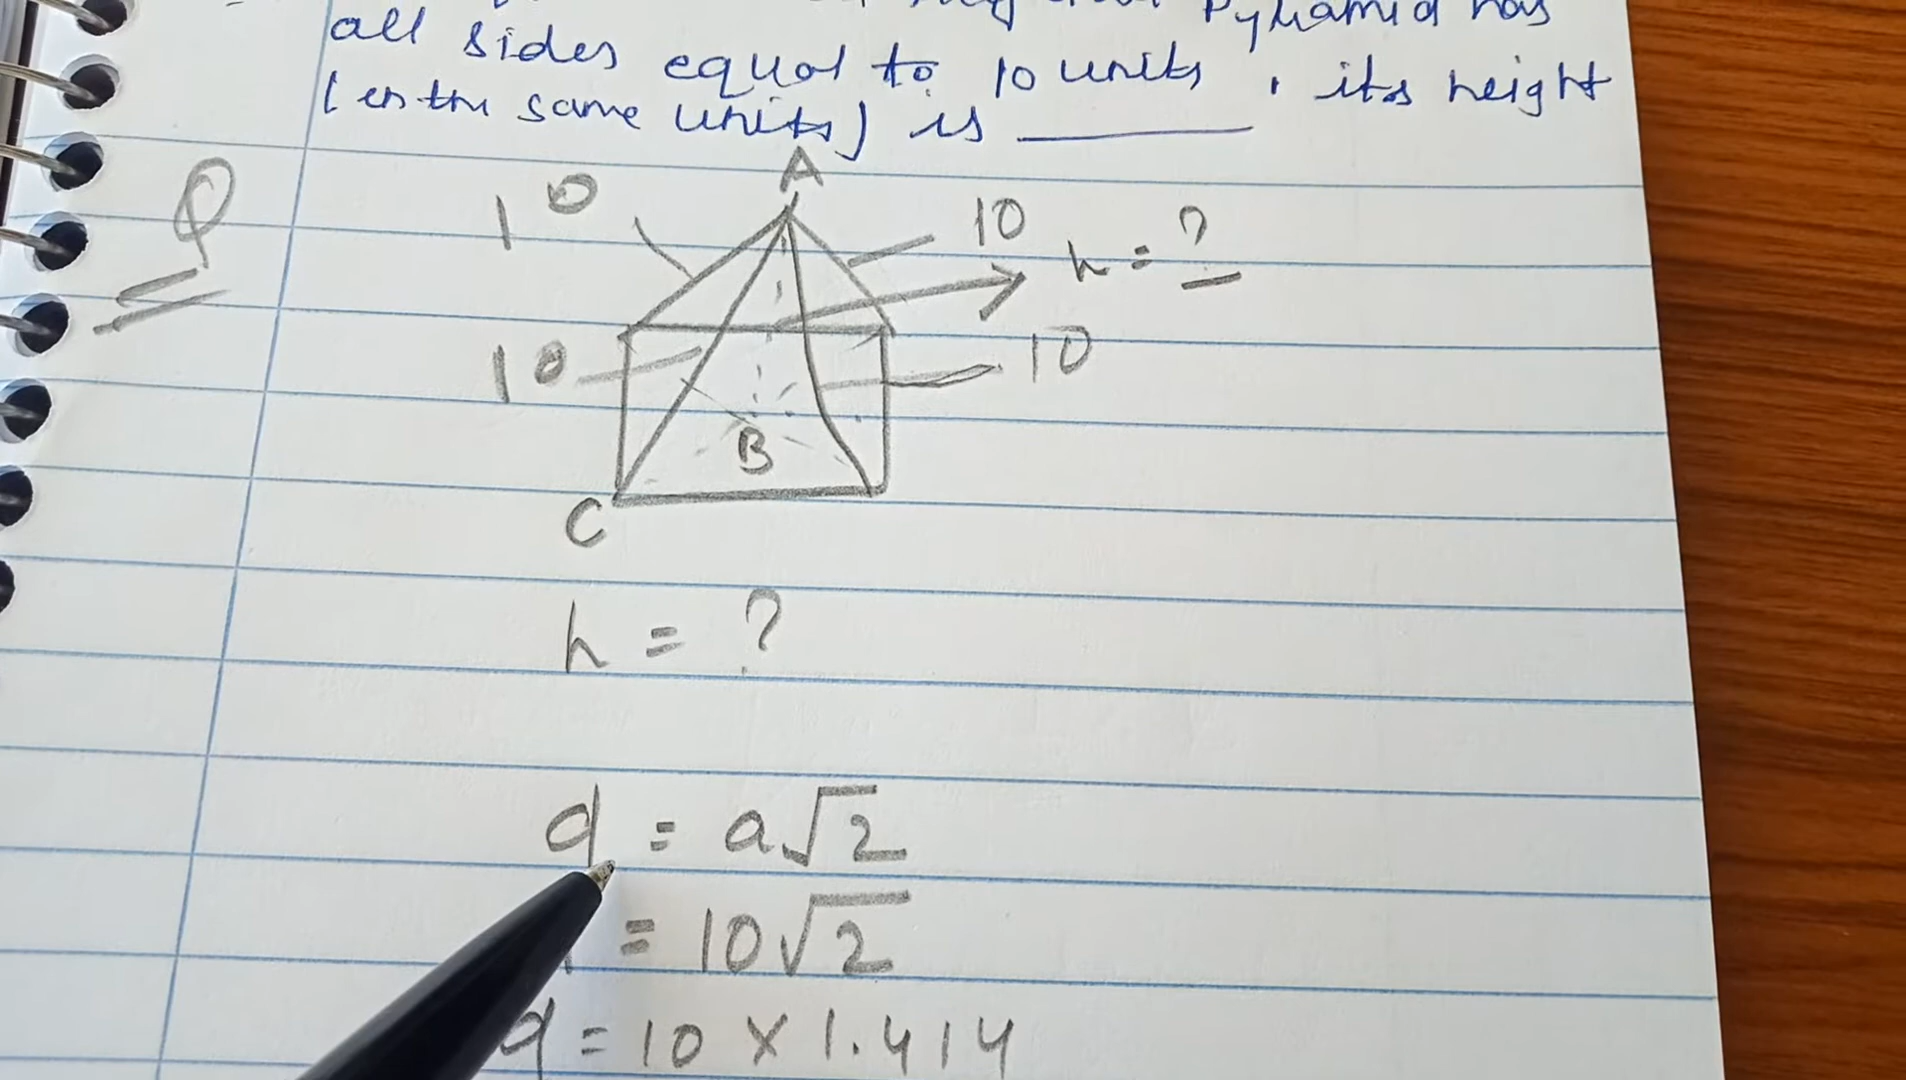 Pyramid has
all sides equal to 10 units , its height
(in the same units) is ______
Q
A
10
10
h = ?
10
10
B
C
h = ?
d = a√2
= 10√2
d = 10 x 1.414